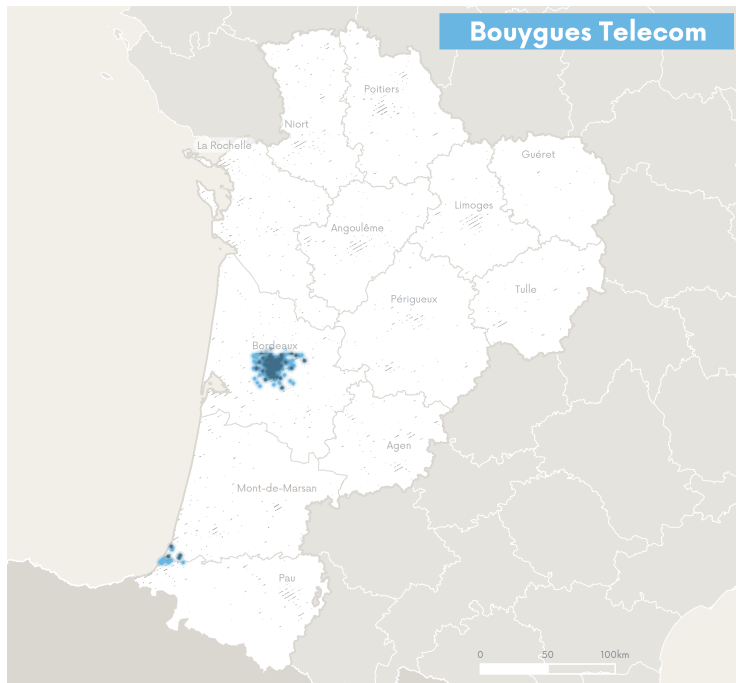 Bouygues Telecom
Poitiers
Niort
La Rochelle
Guéret
Limoges
Angoulême
Tulle
Périgueux
Bordeaux
Agen
Mont-de-Marsan
Pau
0 50 100km